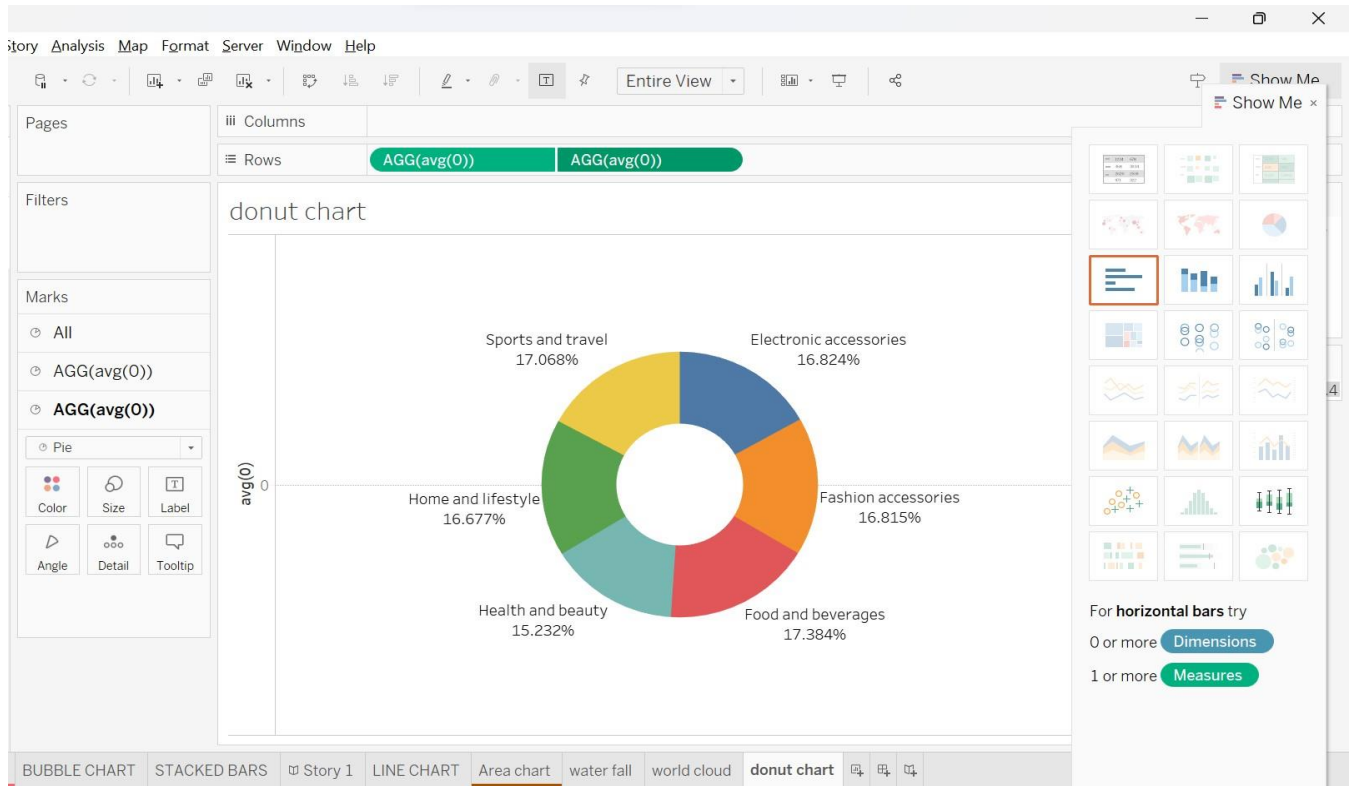 Story Analysis Map Format Server Window Help
Entire View
Show Me
Show Me ×
Pages
iii Columns
Rows
AGG(avg(0))
AGG(avg(0))
Filters
donut chart
Marks
All
AGG(avg(0))
AGG(avg(0))
Pie
Color
Size
Label
Angle
Detail
Tooltip
avg(0)
0
Sports and travel
17.068%
Electronic accessories
16.824%
Home and lifestyle
16.677%
Fashion accessories
16.815%
Health and beauty
15.232%
Food and beverages
17.384%
.4
For horizontal bars try
0 or more Dimensions
1 or more Measures
BUBBLE CHART STACKED BARS Story 1 LINE CHART Area chart water fall world cloud donut chart